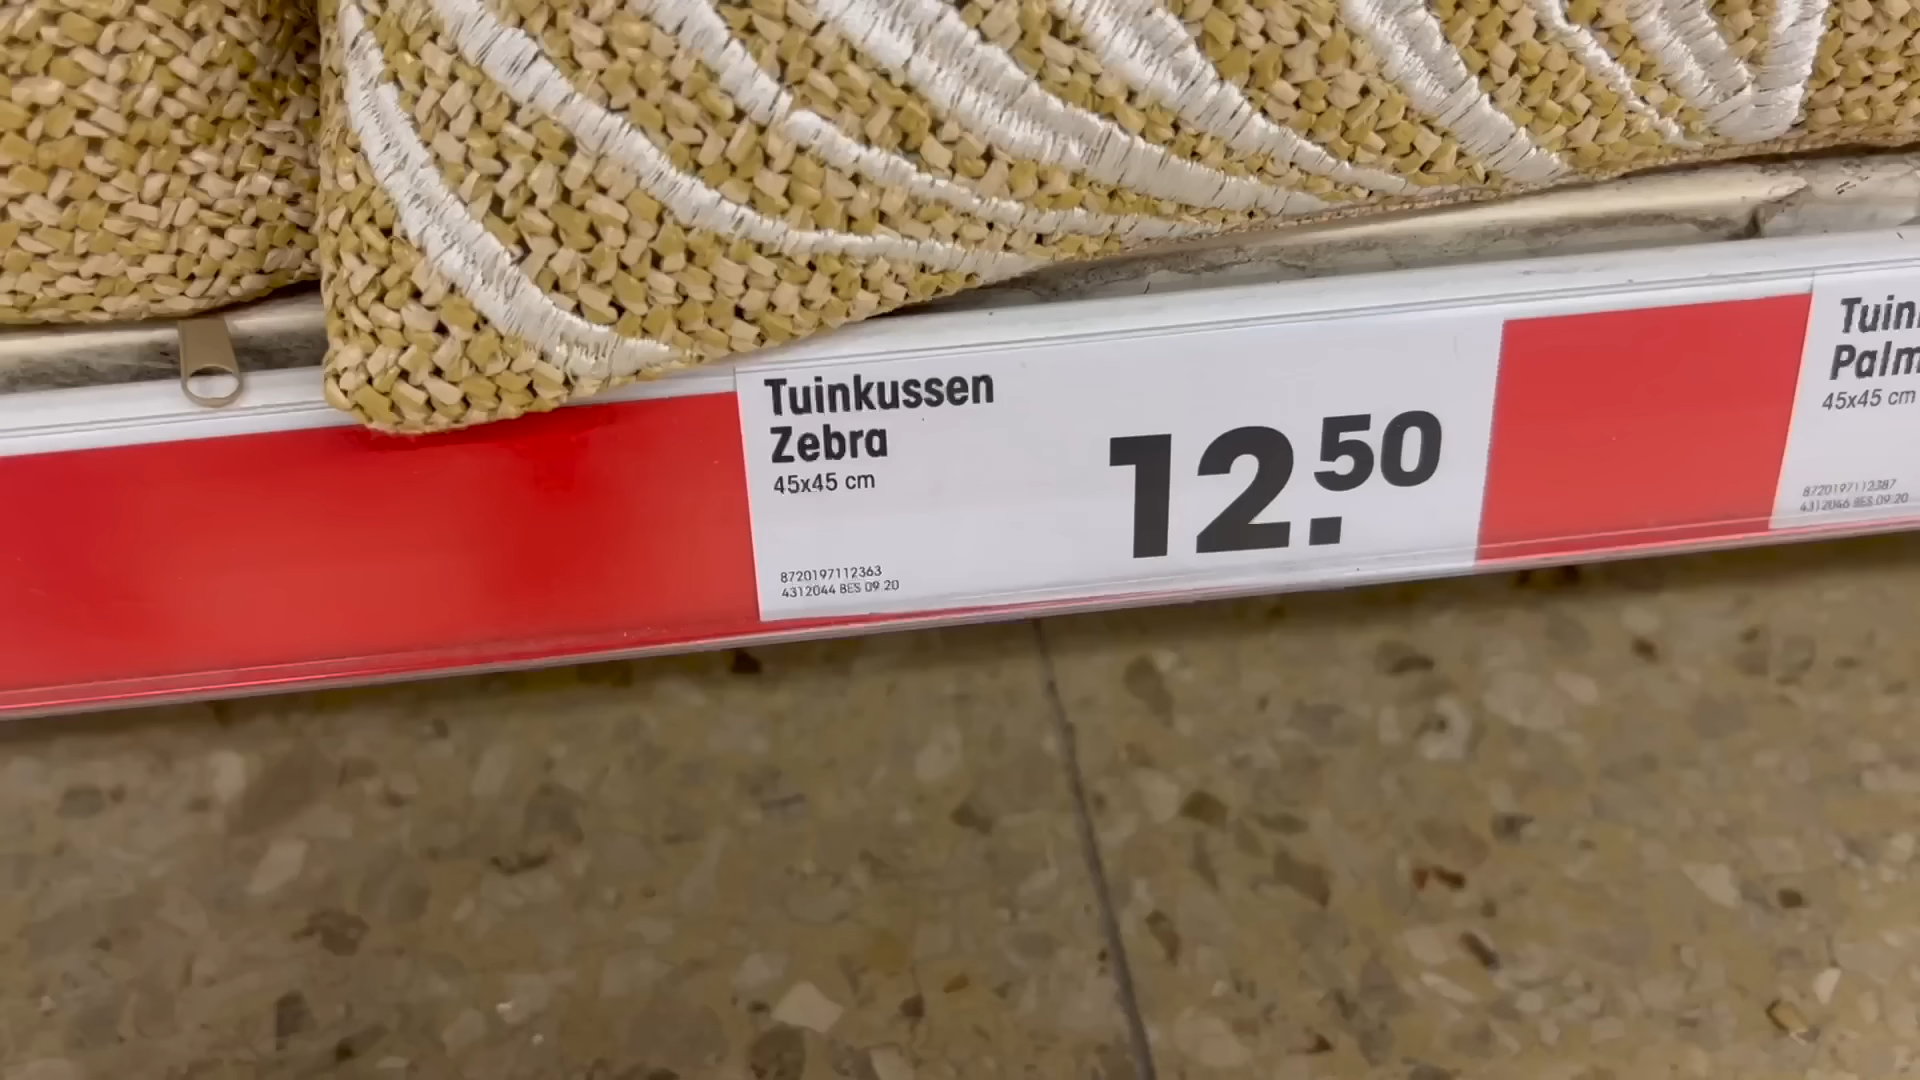 Tuinkussen
Zebra
45x45 cm
12.50
8720197112363
4312044 BES 09 20
Tuin
Palm
45x45 cm
8720197112387
4312046 BES 09 20